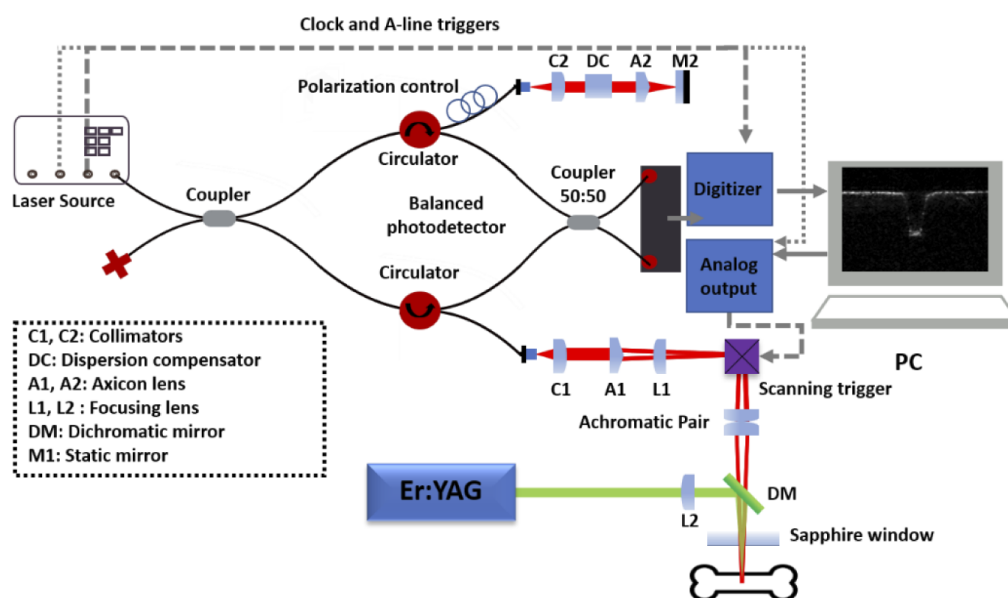 Clock and A-line triggers
C2 DC A2 M2
Polarization control
Laser Source
Coupler
Circulator
Coupler
50:50
Balanced
photodetector
Digitizer
Circulator
Analog
output
C1, C2: Collimators
DC: Dispersion compensator
A1, A2: Axicon lens
L1, L2 : Focusing lens
DM: Dichromatic mirror
M1: Static mirror
C1 A1 L1
Scanning trigger
PC
Achromatic Pair
Er:YAG
L2
DM
Sapphire window